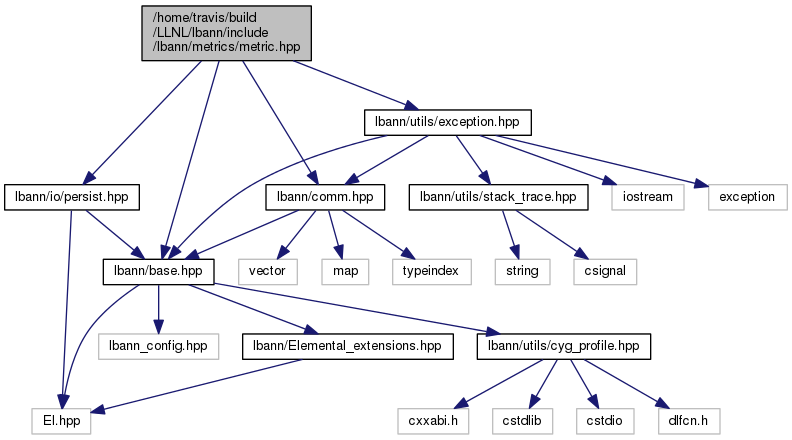 /home/travis/build
/LLNL/lbann/include
/lbann/metrics/metric.hpp
lbann/utils/exception.hpp
lbann/io/persist.hpp
lbann/comm.hpp
lbann/utils/stack_trace.hpp
iostream
exception
lbann/base.hpp
vector
map
typeindex
string
csignal
lbann_config.hpp
lbann/Elemental_extensions.hpp
lbann/utils/cyg_profile.hpp
El.hpp
cxxabi.h
cstdlib
cstdio
dlfcn.h